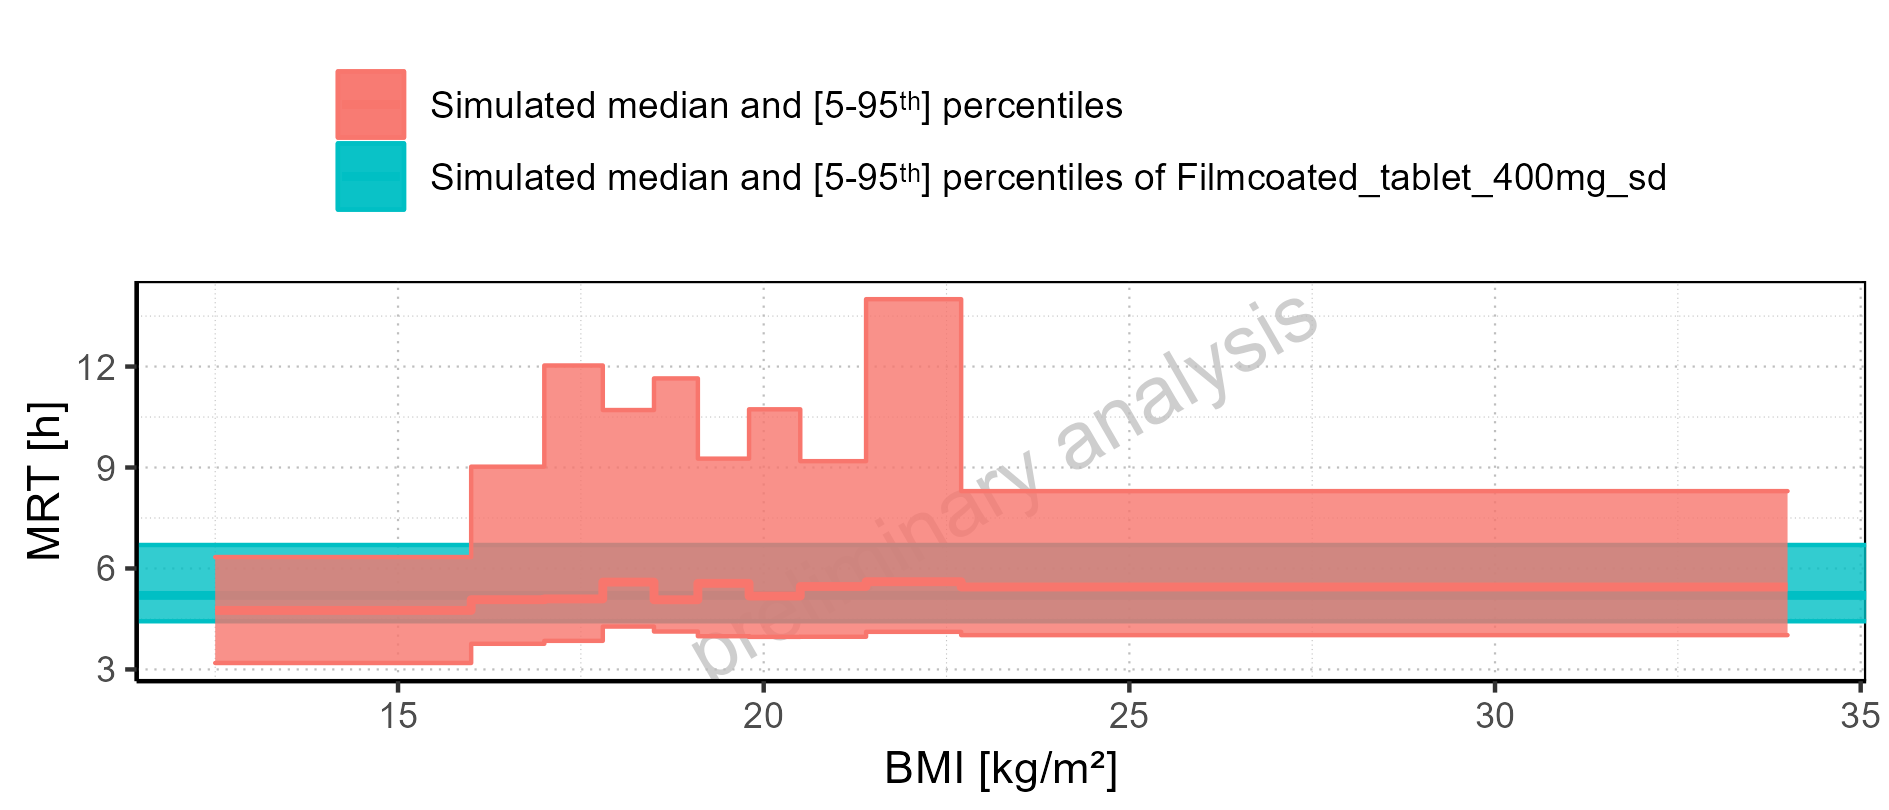 Simulated median and [5-95ᵗʰ] percentiles
Simulated median and [5-95ᵗʰ] percentiles of Filmcoated_tablet_400mg_sd
MRT [h]
12
9
6
3
preliminary analysis
15
20
25
30
35
BMI [kg/m²]